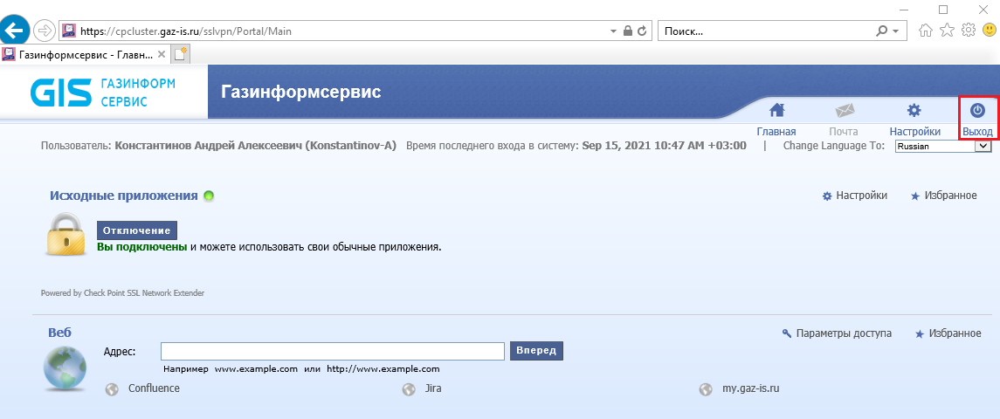 https://cpcluster.gaz-is.ru/sslvpn/Portal/Main
Поиск...
Газинформсервис - Главн...
GIS ГАЗИНФОРМ СЕРВИС
Газинформсервис
Главная Почта Настройки Выход
Пользователь: Константинов Андрей Алексеевич (Konstantinov-A) Время последнего входа в систему: Sep 15, 2021 10:47 AM +03:00 | Change Language To: Russian
Исходные приложения Настройки Избранное
Отключение
Вы подключены и можете использовать свои обычные приложения.
Powered by Check Point SSL Network Extender
Веб Параметры доступа Избранное
Адрес: Вперед
Например www.example.com или http://www.example.com
Confluence Jira my.gaz-is.ru